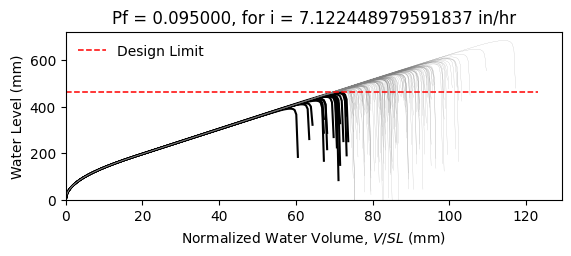 Pf = 0.095000, for i = 7.122448979591837 in/hr
Design Limit
Water Level (mm)
600
400
200
0
0 20 40 60 80 100 120
Normalized Water Volume, V/SL (mm)